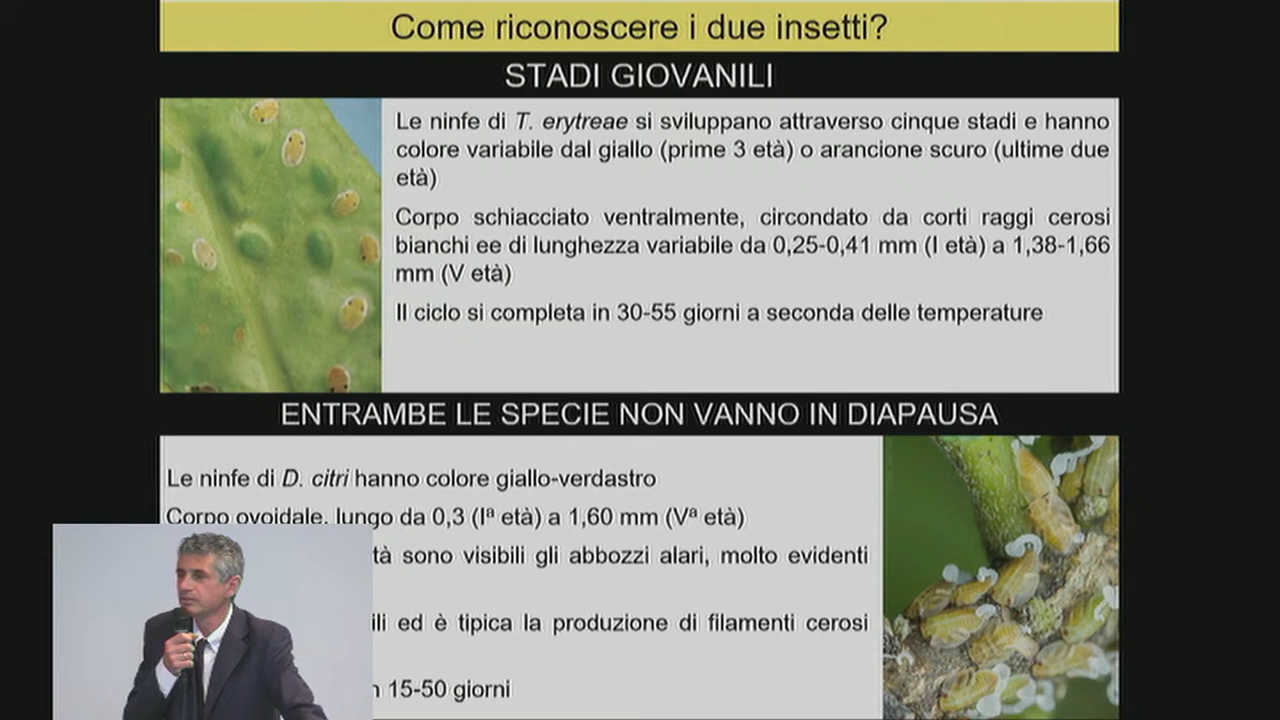 Come riconoscere i due insetti?
STADI GIOVANILI
Le ninfe di T. erytreae si sviluppano attraverso cinque stadi e hanno
colore variabile dal giallo (prime 3 età) o arancione scuro (ultime due
età)
Corpo schiacciato ventralmente, circondato da corti raggi cerosi
bianchi ee di lunghezza variabile da 0,25-0,41 mm (I età) a 1,38-1,66
mm (V età)
Il ciclo si completa in 30-55 giorni a seconda delle temperature
ENTRAMBE LE SPECIE NON VANNO IN DIAPAUSA
Le ninfe di D. citri hanno colore giallo-verdastro
Corpo ovoidale, lungo da 0,3 (Iª età) a 1,60 mm (Vª età)
sono visibili gli abbozzi alari, molto evidenti
ed è tipica la produzione di filamenti cerosi
15-50 giorni